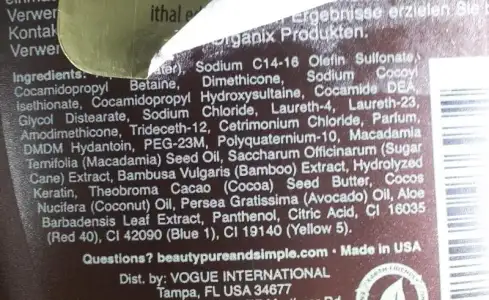 Verwen
ithal e
Ergebnisse erzielen Sie b
Kontak
Organix Produkten.
Verwen
Ingredients: Sodium C14-16 Olefin Sulfonate,
Cocamidopropyl Betaine, Dimethicone, Sodium Cocoyl
Isethionate, Cocamidopropyl Hydroxysultaine, Cocamide DEA,
Glycol Distearate, Sodium Chloride, Laureth-4, Laureth-23,
Amodimethicone, Trideceth-12, Cetrimonium Chloride, Parfum,
DMDM Hydantoin, PEG-23M, Polyquaternium-10, Macadamia
Ternifolia (Macadamia) Seed Oil, Saccharum Officinarum (Sugar
Cane) Extract, Bambusa Vulgaris (Bamboo) Extract, Hydrolyzed
Keratin, Theobroma Cacao (Cocoa) Seed Butter, Cocos
Nucifera (Coconut) Oil, Persea Gratissima (Avocado) Oil, Aloe
Barbadensis Leaf Extract, Panthenol, Citric Acid, CI 16035
(Red 40), CI 42090 (Blue 1), CI 19140 (Yellow 5).
Questions? beautypureandsimple.com • Made in USA
Dist. by: VOGUE INTERNATIONAL
Tampa, FL USA 34677
EARTH FRIENDLY